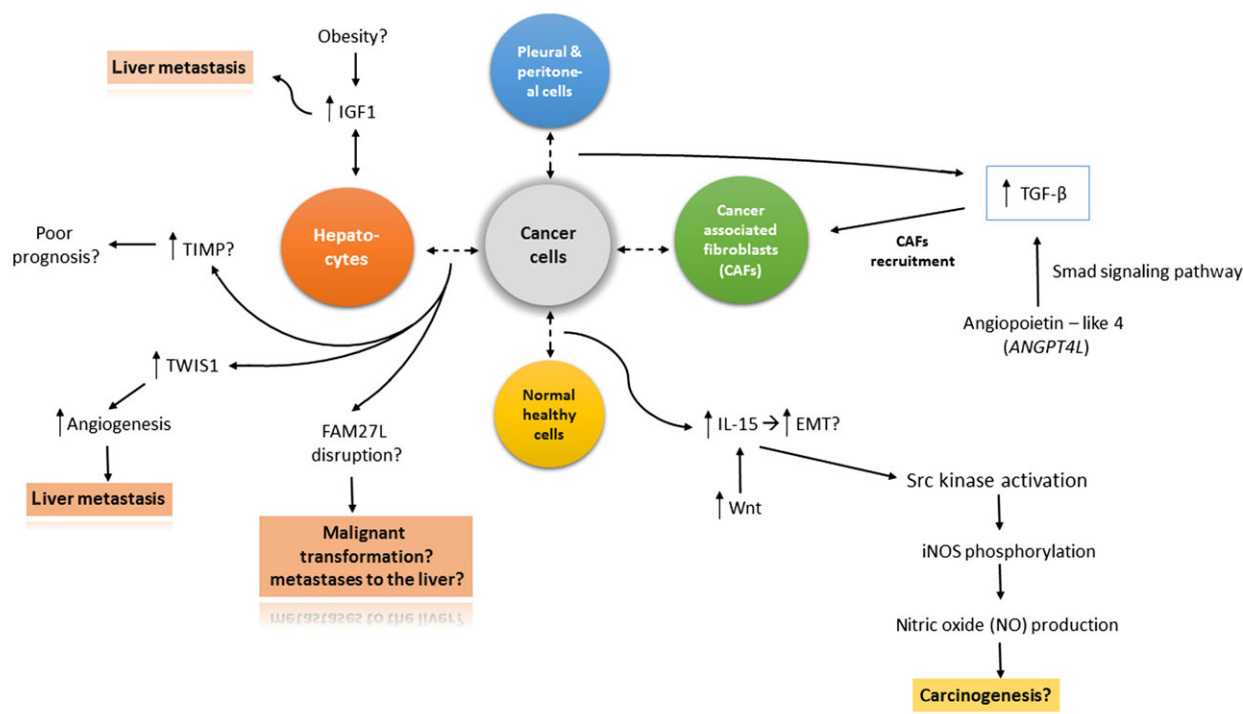 Obesity?
Liver metastasis
IGF1
Pleural &
peritone-
al cells
TGF-β
Hepato-
cytes
Cancer
cells
Cancer
associated
fibroblasts
(CAFs)
CAFs
recruitment
Poor
prognosis?
TIMP?
Smad signaling pathway
Angiopoietin – like 4
(ANGPT4L)
TWIS1
Angiogenesis
Normal
healthy
cells
FAM27L
disruption?
IL-15 → EMT?
Liver metastasis
Wnt
Src kinase activation
Malignant
transformation?
metastases to the liver?
iNOS phosphorylation
Nitric oxide (NO) production
Carcinogenesis?